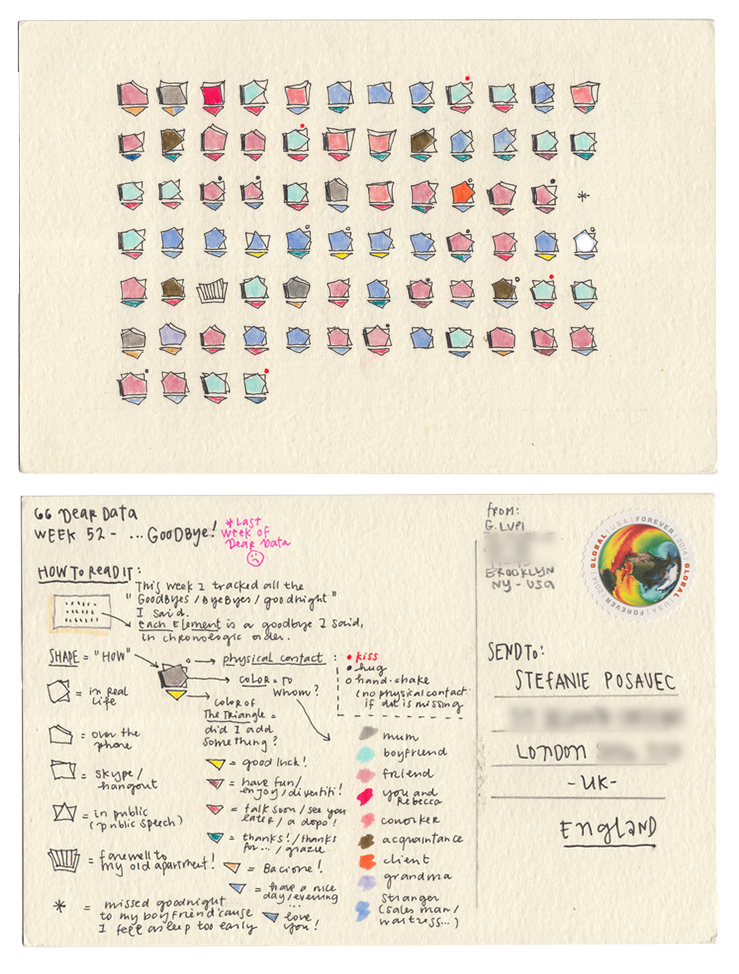 *
GG DEAR DATA
WEEK 52 - ... GOODBYE!
* LAST
WEEK OF
DEAR DATA
HOW TO READ IT:
This week I tracked all the
"GOODBYES / BYEBYES / goodnight"
I said.
Each Element is a goodbye I said,
in chronologic order.
SHAPE = "HOW"
= in real
life
= over the
phone
= skype/
hangout
= in public
(public speech)
= farewell to
my old apartment!
* = missed goodnight
to my boyfriend 'cause
I fell asleep too early
physical contact:
COLOR = TO
WHOM?
COLOR of
The TRIANGLE =
did I add
something?
= good luck!
= have fun/
enjoy/divertiti!
= talk soon/see you
later/a dopo!
= thanks!/thanks
for.../grazie
= Bacione!
= have a nice
day/evening
...
= love
you!
kiss
hug
hand-shake
(no physical contact
if dot is missing
mum
boyfriend
friend
you and
Rebecca
coworker
acquaintance
client
grandma
stranger
(sales man/
waitress...)
FROM:
G. LUPI
BROOKLYN
NY - USA
GLOBAL | USA | FOREVER | 2014
SEND TO:
STEFANIE POSAVEC
LONDON
-UK-
ENGLAND